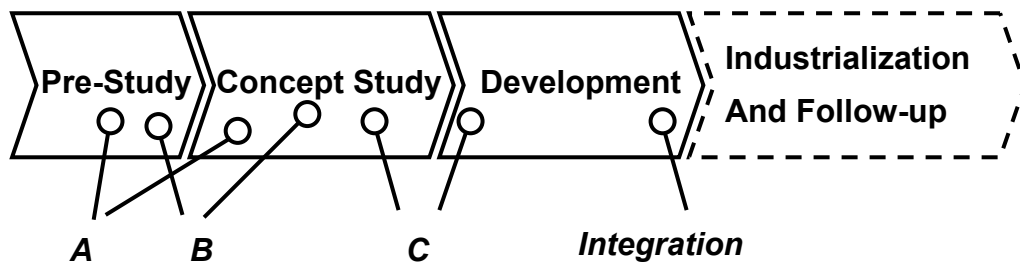 Pre-Study
Concept Study
Development
Industrialization
And Follow-up
A
B
C
Integration